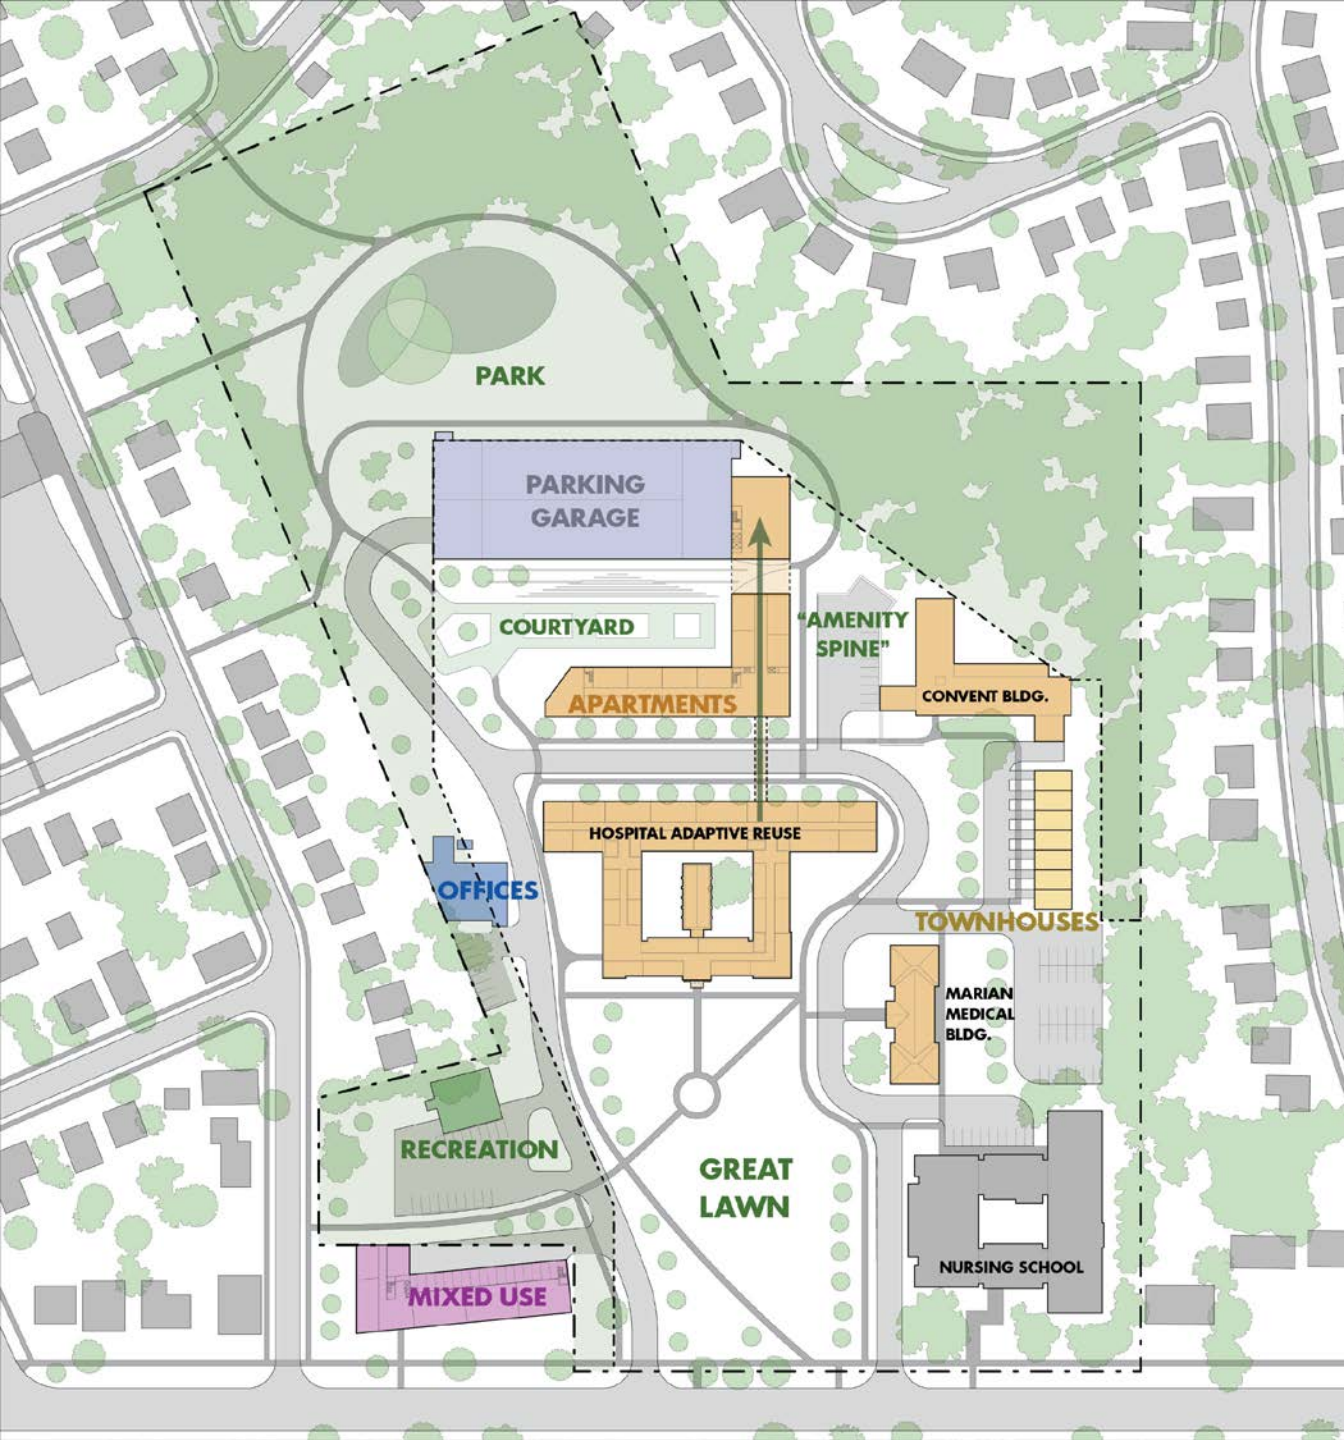 PARK
PARKING
GARAGE
COURTYARD
"AMENITY
SPINE"
APARTMENTS
CONVENT BLDG.
HOSPITAL ADAPTIVE REUSE
OFFICES
TOWNHOUSES
MARIAN
MEDICAL
BLDG.
RECREATION
GREAT
LAWN
NURSING SCHOOL
MIXED USE